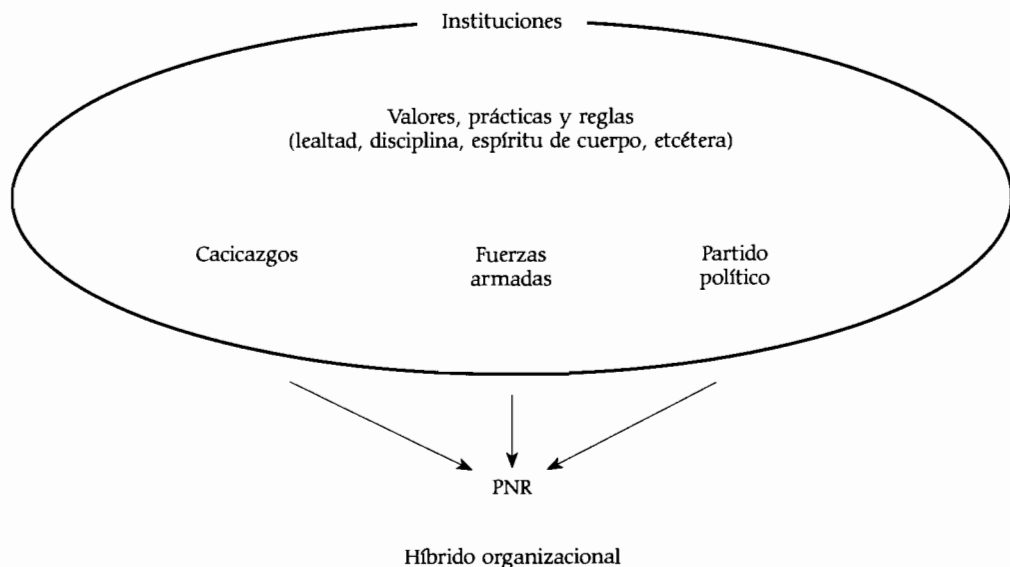 Instituciones
Valores, prácticas y reglas
(lealtad, disciplina, espíritu de cuerpo, etcétera)
Cacicazgos
Fuerzas
armadas
Partido
político
PNR
Híbrido organizacional